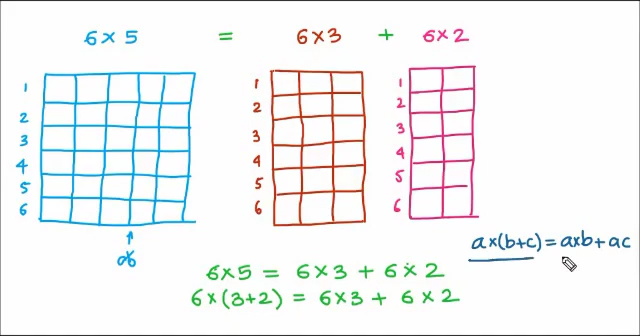 6×5 = 6×3 + 6×2
1 1 1
2 2 2
3 3 3
4 4 4
5 5 5
6 6 6
a×(b+c) = a×b + ac
6×5 = 6×3 + 6×2
6×(3+2) = 6×3 + 6×2